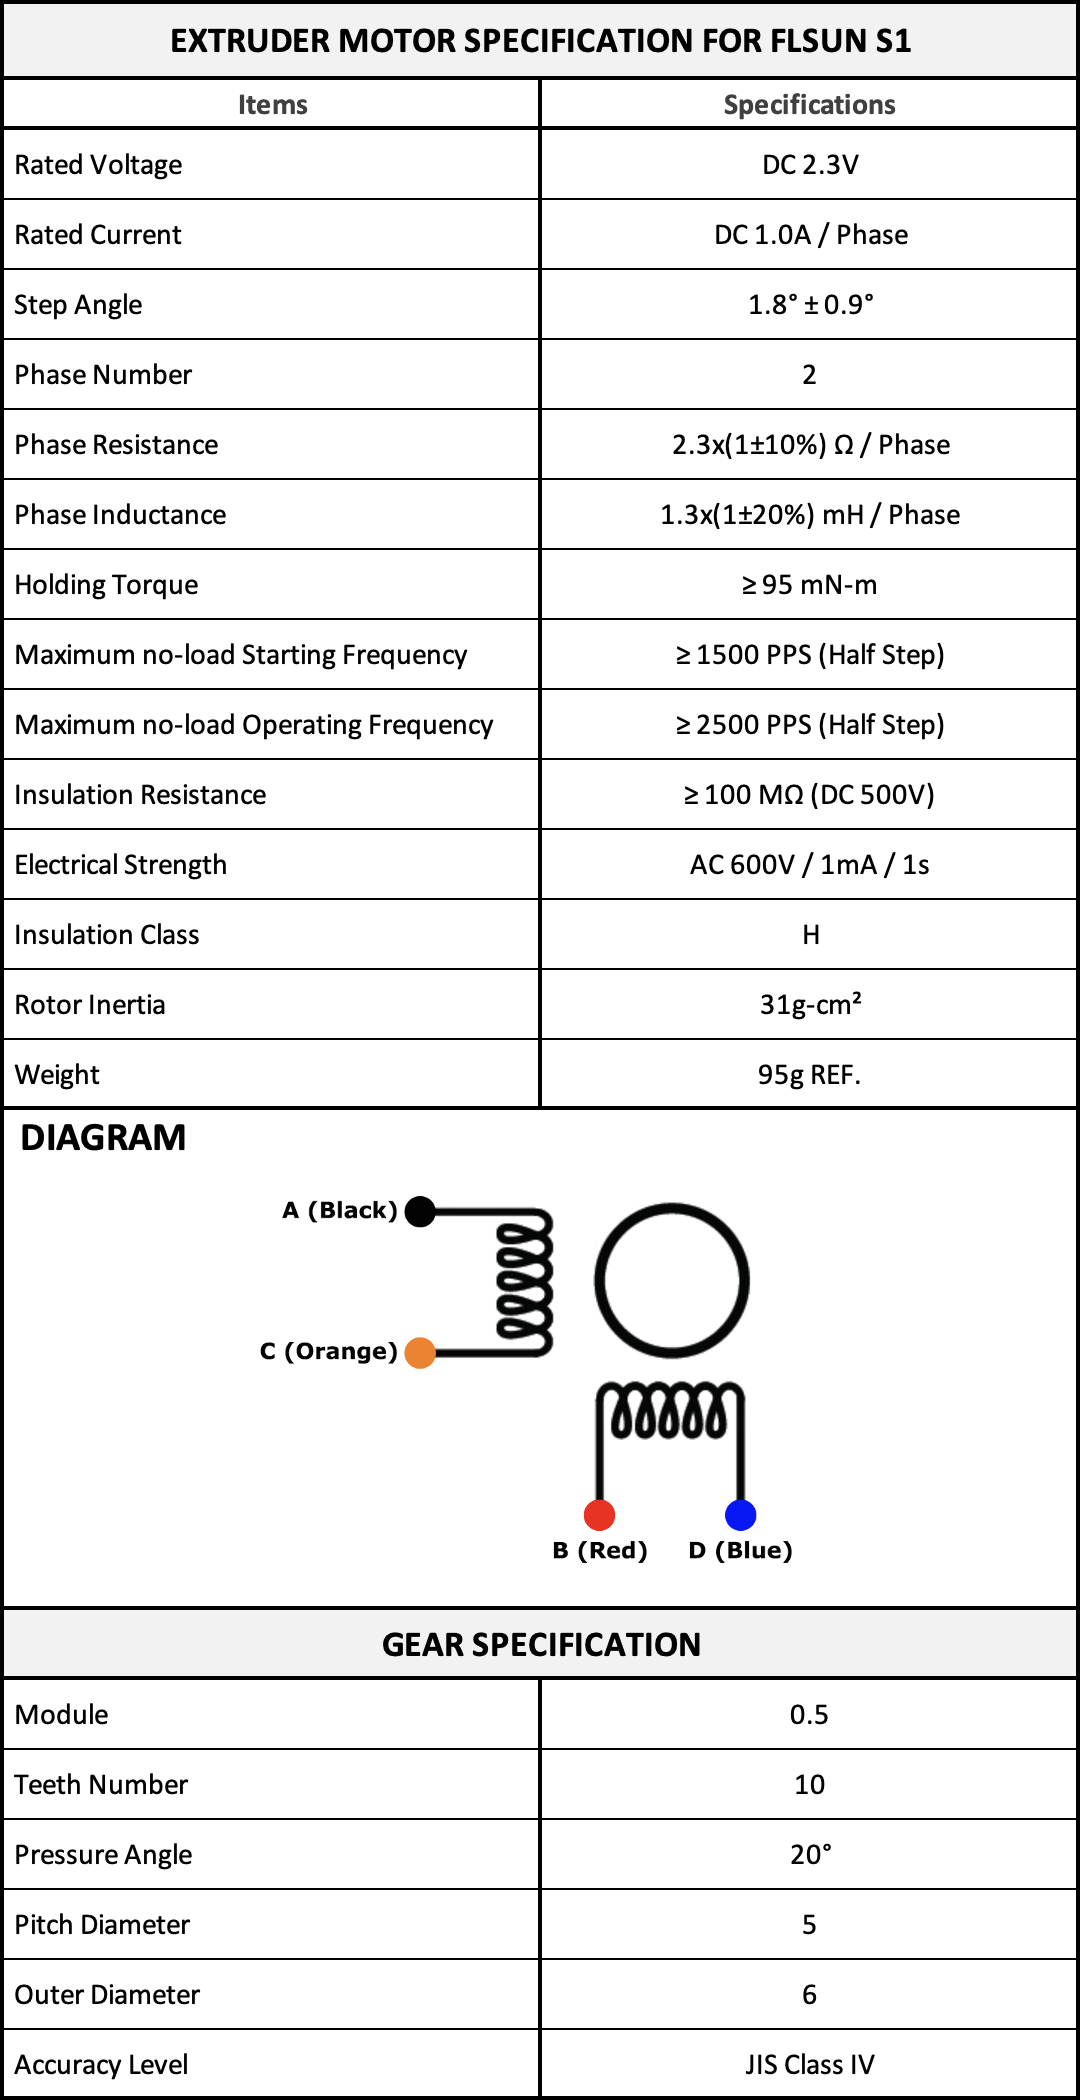 EXTRUDER MOTOR SPECIFICATION FOR FLSUN S1
Items Specifications
Rated Voltage DC 2.3V
Rated Current DC 1.0A / Phase
Step Angle 1.8° ± 0.9°
Phase Number 2
Phase Resistance 2.3x(1±10%) Ω / Phase
Phase Inductance 1.3x(1±20%) mH / Phase
Holding Torque ≥ 95 mN-m
Maximum no-load Starting Frequency ≥ 1500 PPS (Half Step)
Maximum no-load Operating Frequency ≥ 2500 PPS (Half Step)
Insulation Resistance ≥ 100 MΩ (DC 500V)
Electrical Strength AC 600V / 1mA / 1s
Insulation Class H
Rotor Inertia 31g-cm²
Weight 95g REF.
DIAGRAM
A (Black)
C (Orange)
B (Red) D (Blue)
GEAR SPECIFICATION
Module 0.5
Teeth Number 10
Pressure Angle 20°
Pitch Diameter 5
Outer Diameter 6
Accuracy Level JIS Class IV